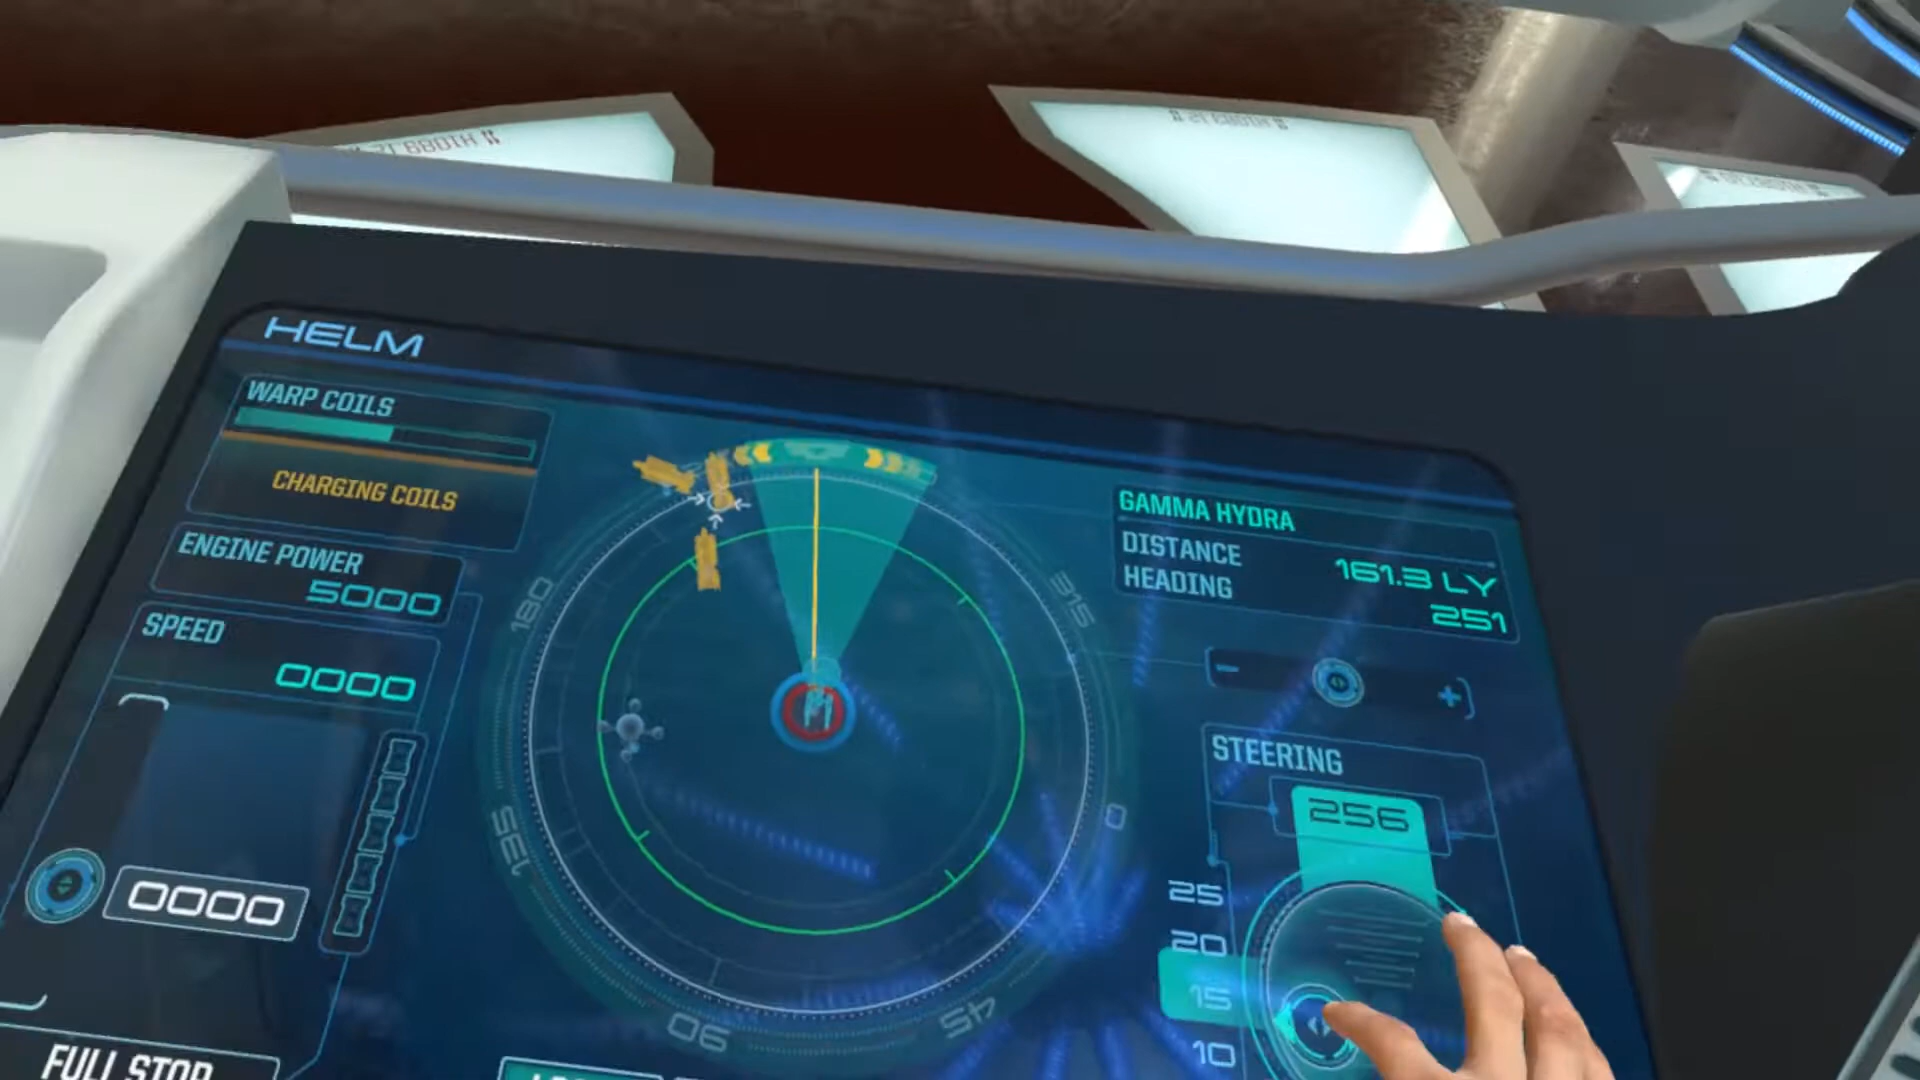 HELM
WARP COILS
CHARGING COILS
ENGINE POWER
5000
SPEED
0000
0000
FULL STOP
180
315
135
0
90
45
GAMMA HYDRA
DISTANCE 161.3 LY
HEADING 251
STEERING
256
25
20
15
10